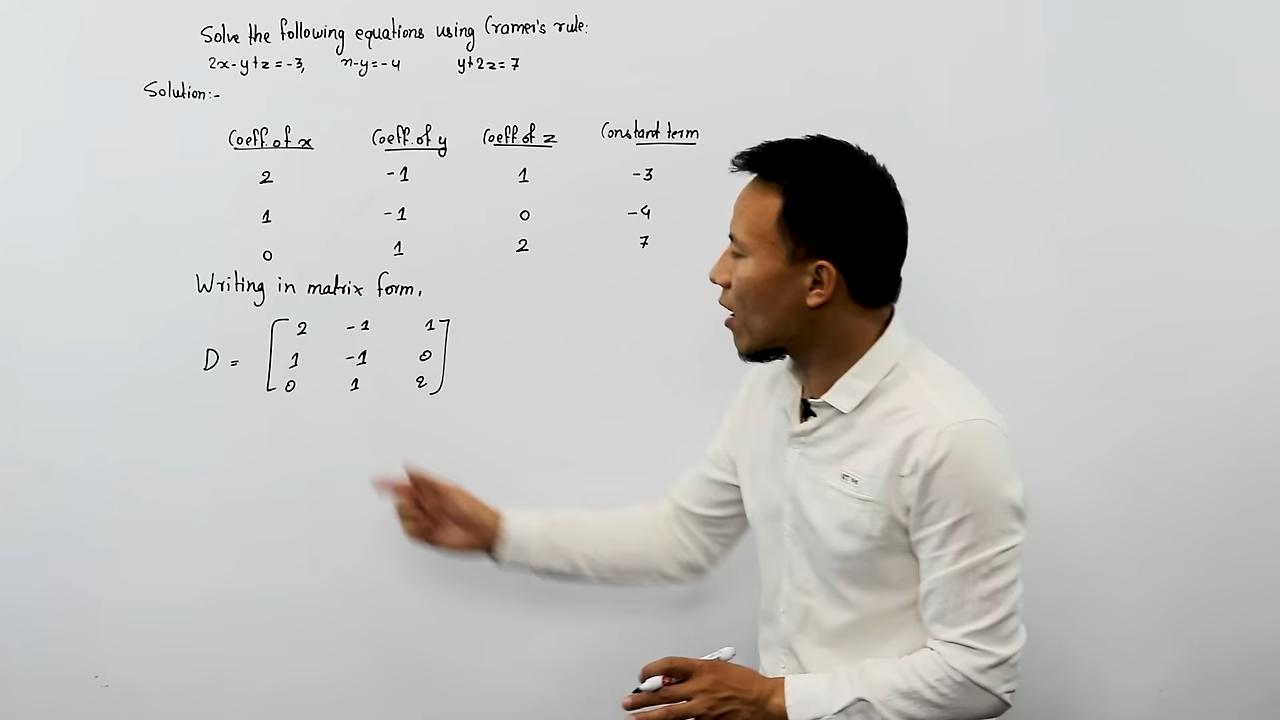 Solve the following equations using Cramer's rule:
2x-y+z=-3, x-y=-4 y+2z=7
Solution:-
Coeff. of x Coeff. of y Coeff of z Constant term
2 -1 1 -3
1 -1 0 -4
0 1 2 7
Writing in matrix form,
2 -1 1
D = 1 -1 0
0 1 2